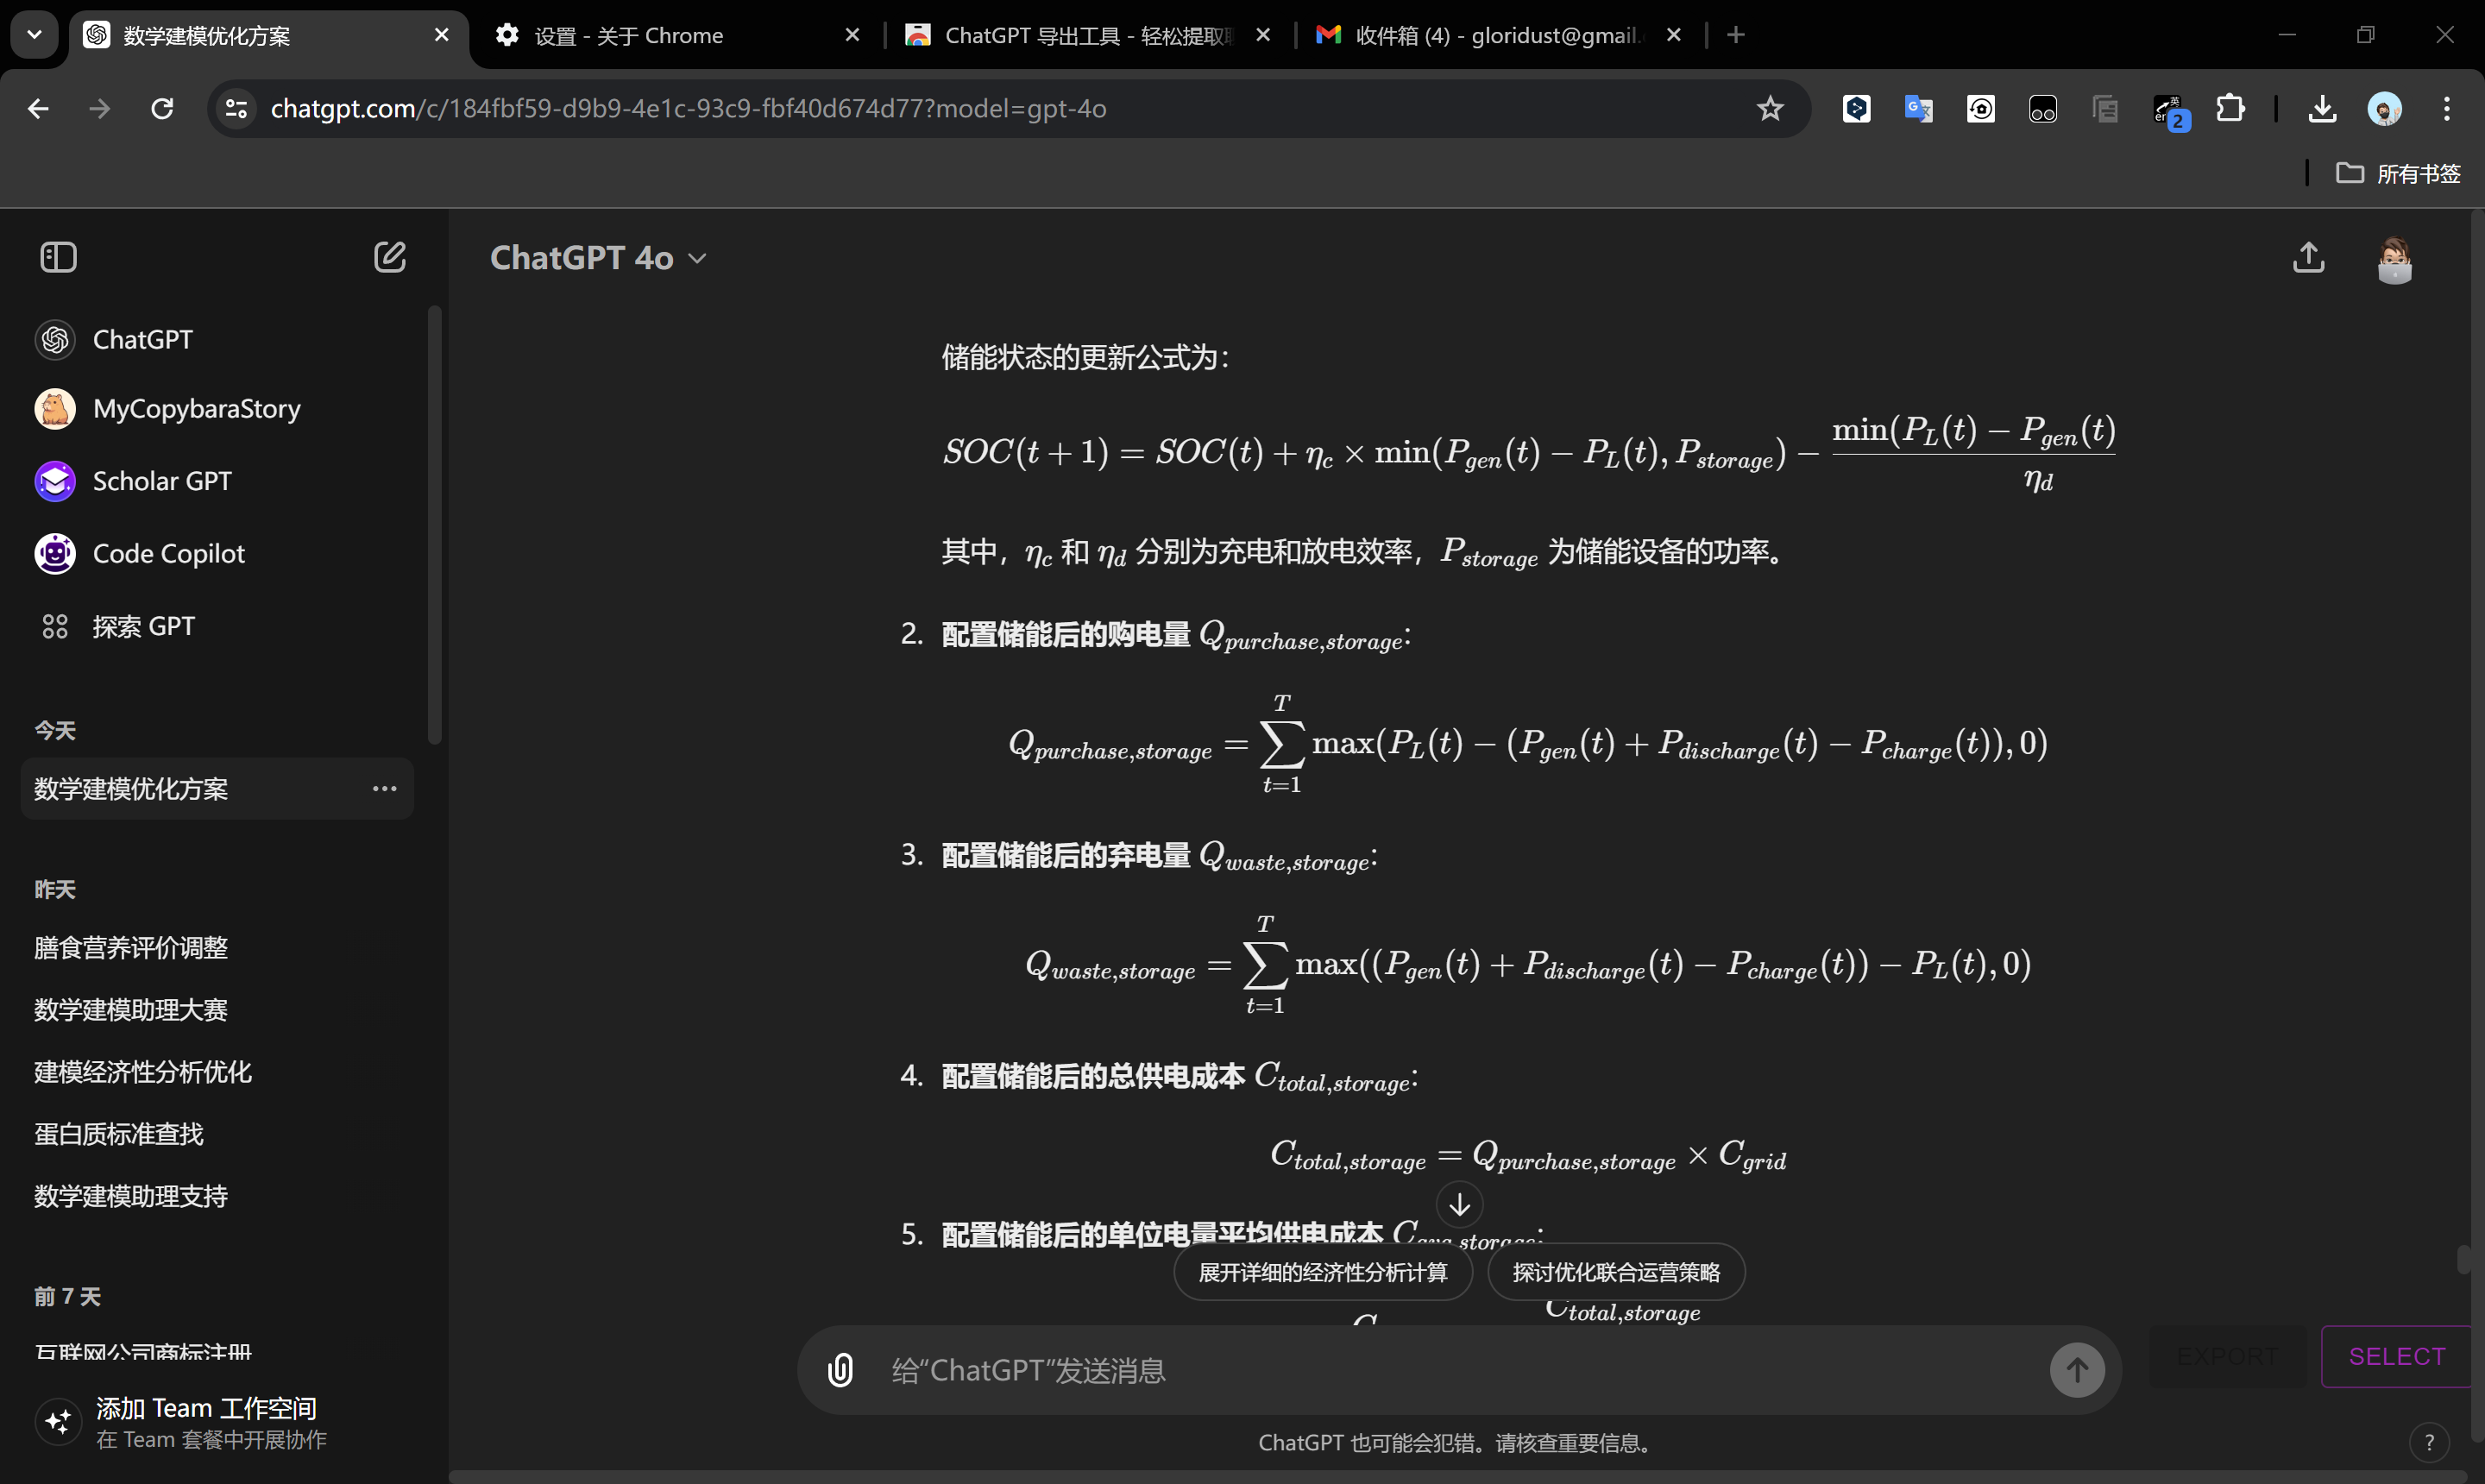 数学建模优化方案
设置 - 关于 Chrome
ChatGPT 导出工具 - 轻松提取
收件箱 (4) - gloridust@gmail.
chatgpt.com/c/184fbf59-d9b9-4e1c-93c9-fbf40d674d77?model=gpt-4o
2
所有书签
ChatGPT 4o
ChatGPT
MyCopybaraStory
Scholar GPT
Code Copilot
探索 GPT
今天
数学建模优化方案
昨天
膳食营养评价调整
数学建模助理大赛
建模经济性分析优化
蛋白质标准查找
数学建模助理支持
前 7 天
互联网公司商标注册
添加 Team 工作空间
在 Team 套餐中开展协作
储能状态的更新公式为：
SOC(t + 1) = SOC(t) + η_c × min(P_{gen}(t) − P_L(t), P_{storage}) − \frac{min(P_L(t) − P_{gen}(t)}{η_d}
其中，η_c 和 η_d 分别为充电和放电效率，P_{storage} 为储能设备的功率。
2. 配置储能后的购电量 Q_{purchase,storage}:
Q_{purchase,storage} = \sum_{t=1}^{T} max(P_L(t) − (P_{gen}(t) + P_{discharge}(t) − P_{charge}(t)), 0)
3. 配置储能后的弃电量 Q_{waste,storage}:
Q_{waste,storage} = \sum_{t=1}^{T} max((P_{gen}(t) + P_{discharge}(t) − P_{charge}(t)) − P_L(t), 0)
4. 配置储能后的总供电成本 C_{total,storage}:
C_{total,storage} = Q_{purchase,storage} × C_{grid}
5. 配置储能后的单位电量平均供电成本 C_{avg,storage}:
展开详细的经济性分析计算
探讨优化联合运营策略
C_{total,storage}
给“ChatGPT”发送消息
EXPORT
SELECT
ChatGPT 也可能会犯错。请核查重要信息。
?